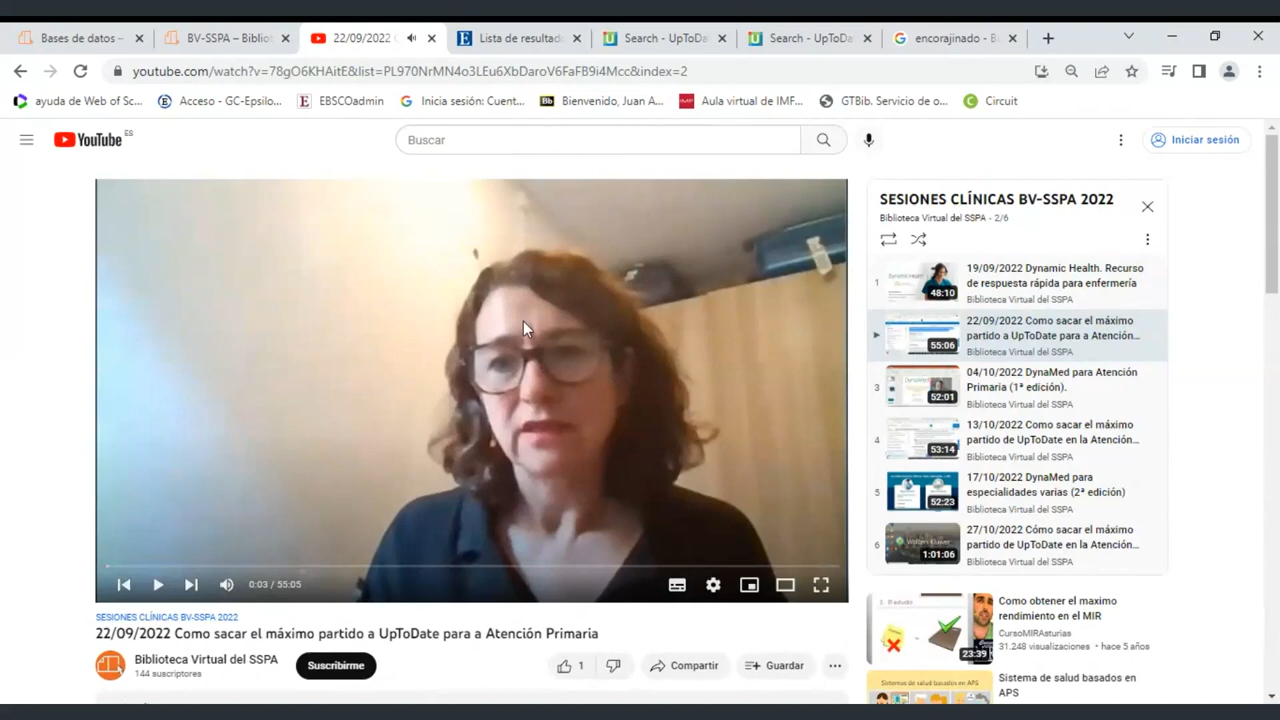 Bases de datos –
BV-SSPA – Bibliot
22/09/2022 C
Lista de resultado
Search - UpToDa
Search - UpToDa
encorajinado - Bu
youtube.com/watch?v=78gO6KHAitE&list=PL970NrMN4o3LEu6XbDaroV6FaFB9i4Mcc&index=2
ayuda de Web of Sc...
Acceso - GC-Epsilo...
EBSCOadmin
Inicia sesión: Cuent...
Bienvenido, Juan A...
Aula virtual de IMF...
GTBib. Servicio de o...
Circuit
YouTube ES
Buscar
Iniciar sesión
SESIONES CLÍNICAS BV-SSPA 2022
Biblioteca Virtual del SSPA - 2/6
1
48:10
19/09/2022 Dynamic Health. Recurso
de respuesta rápida para enfermería
Biblioteca Virtual del SSPA
55:06
22/09/2022 Como sacar el máximo
partido a UpToDate para a Atención...
Biblioteca Virtual del SSPA
3
52:01
04/10/2022 DynaMed para Atención
Primaria (1ª edición).
Biblioteca Virtual del SSPA
4
53:14
13/10/2022 Como sacar el máximo
partido de UpToDate en la Atención...
Biblioteca Virtual del SSPA
5
52:23
17/10/2022 DynaMed para
especialidades varias (2ª edición)
Biblioteca Virtual del SSPA
6
1:01:06
27/10/2022 Cómo sacar el máximo
partido de UpToDate en la Atención...
Biblioteca Virtual del SSPA
0:03 / 55:05
SESIONES CLÍNICAS BV-SSPA 2022
22/09/2022 Como sacar el máximo partido a UpToDate para a Atención Primaria
Biblioteca Virtual del SSPA
144 suscriptores
Suscribirme
1
Compartir
Guardar
23:39
Como obtener el maximo
rendimiento en el MIR
CursoMIRAsturias
31.248 visualizaciones • hace 5 años
Sistemas de salud basados en APS
Sistema de salud basados en
APS